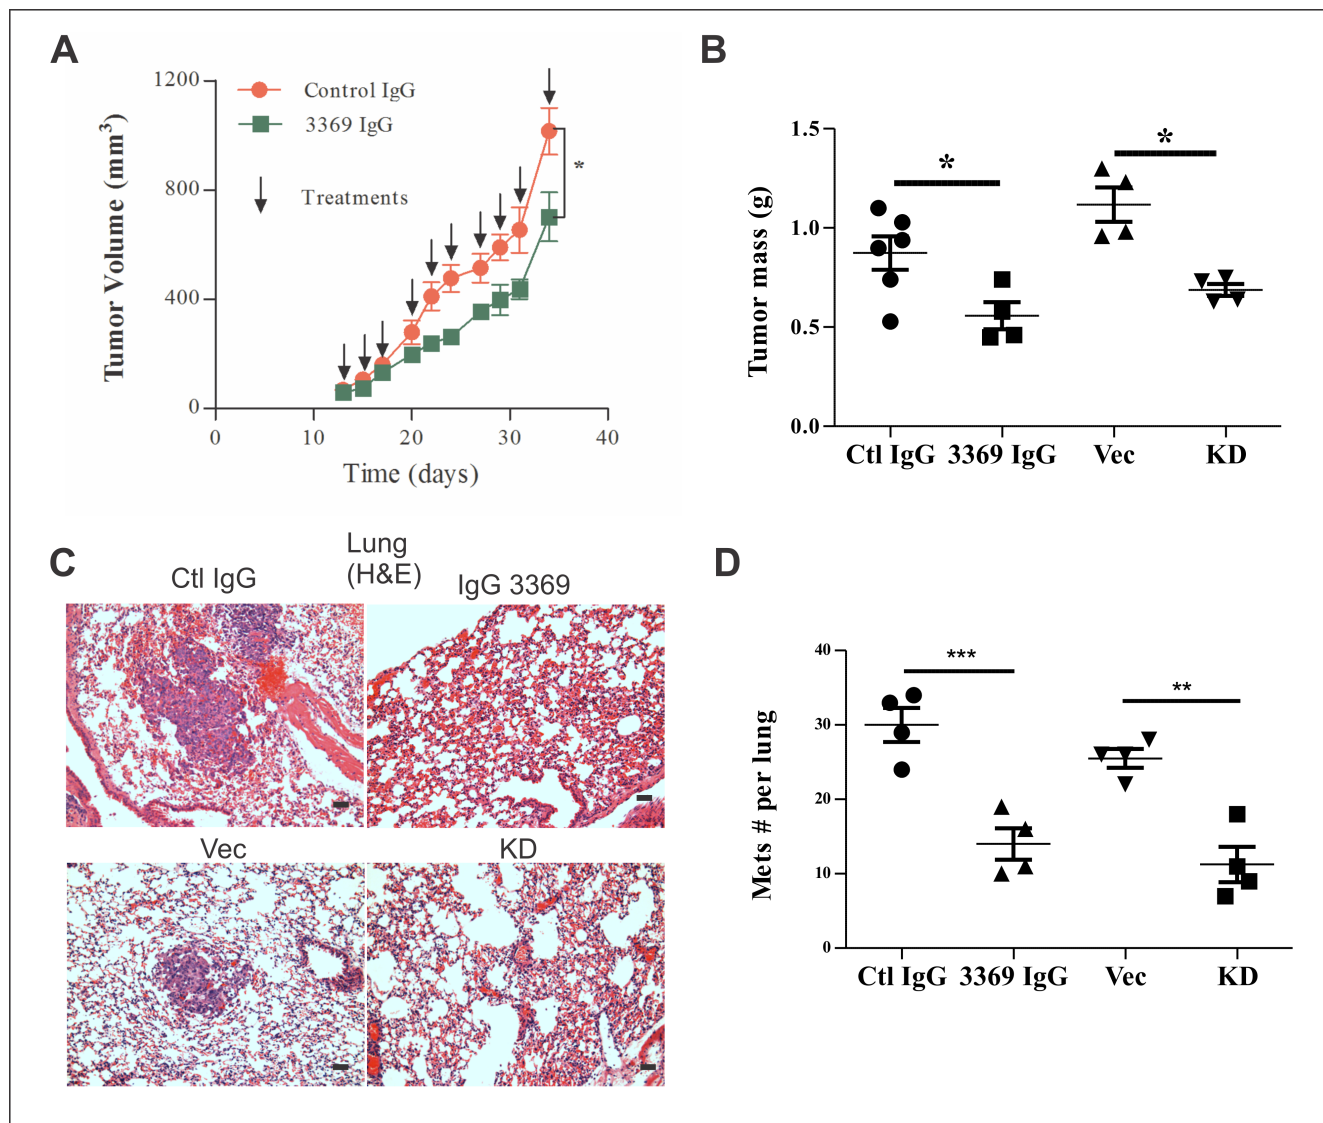 A
Tumor Volume (mm3)
1200
800
400
0
Control IgG
3369 IgG
Treatments
*
0 10 20 30 40
Time (days)
B
Tumor mass (g)
1.5
1.0
0.5
0.0
* *
Ctl IgG 3369 IgG Vec KD
C
Lung
(H&E)
Ctl IgG IgG 3369
Vec KD
D
Mets # per lung
40
30
20
10
0
*** **
Ctl IgG 3369 IgG Vec KD